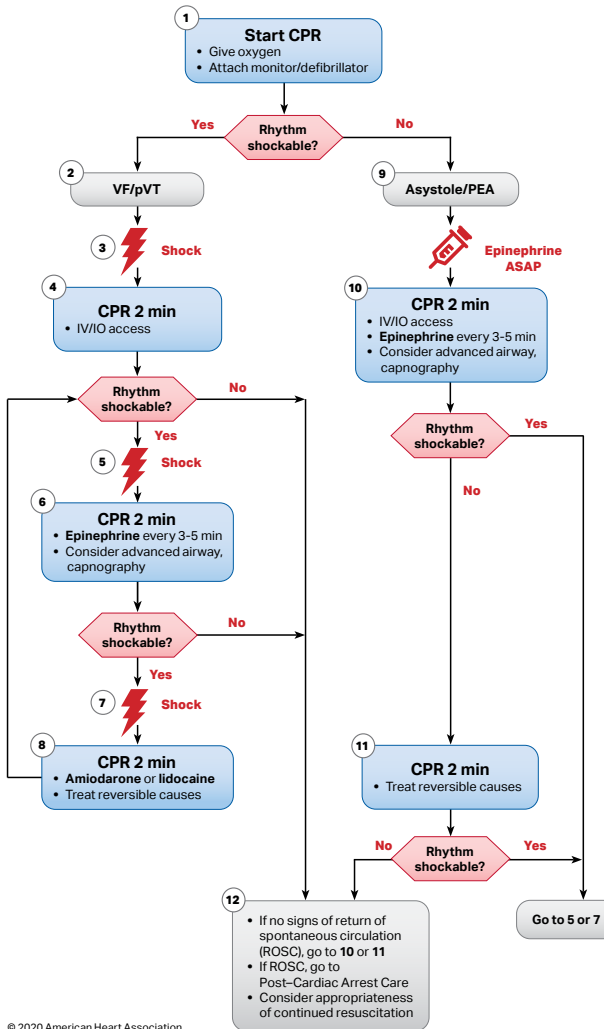 1
Start CPR
• Give oxygen
• Attach monitor/defibrillator
Rhythm
shockable?
Yes
No
2
VF/pVT
9
Asystole/PEA
3
Shock
Epinephrine
ASAP
4
CPR 2 min
• IV/IO access
10
CPR 2 min
• IV/IO access
• Epinephrine every 3-5 min
• Consider advanced airway,
capnography
Rhythm
shockable?
No
Yes
Rhythm
shockable?
Yes
No
5
Shock
6
CPR 2 min
• Epinephrine every 3-5 min
• Consider advanced airway,
capnography
Rhythm
shockable?
No
Yes
7
Shock
8
CPR 2 min
• Amiodarone or lidocaine
• Treat reversible causes
11
CPR 2 min
• Treat reversible causes
Rhythm
shockable?
No
Yes
12
• If no signs of return of
spontaneous circulation
(ROSC), go to 10 or 11
• If ROSC, go to
Post–Cardiac Arrest Care
• Consider appropriateness
of continued resuscitation
Go to 5 or 7
© 2020 American Heart Association